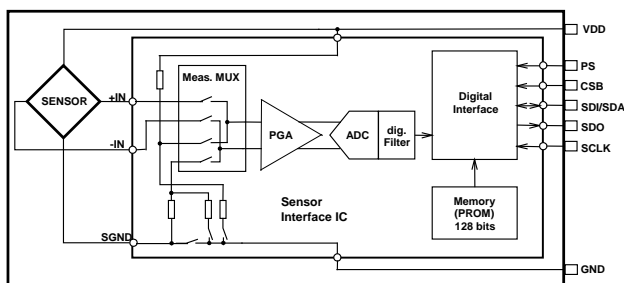 VDD
Meas. MUX
PS
SENSOR
+IN
CSB
Digital
Interface
SDI/SDA
PGA
ADC
dig.
Filter
SDO
-IN
SCLK
Sensor
Interface IC
Memory
(PROM)
128 bits
SGND
GND